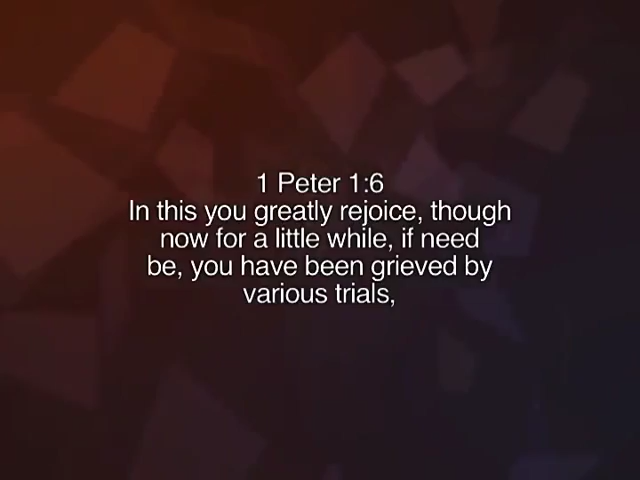 1 Peter 1:6
In this you greatly rejoice, though
now for a little while, if need
be, you have been grieved by
various trials,